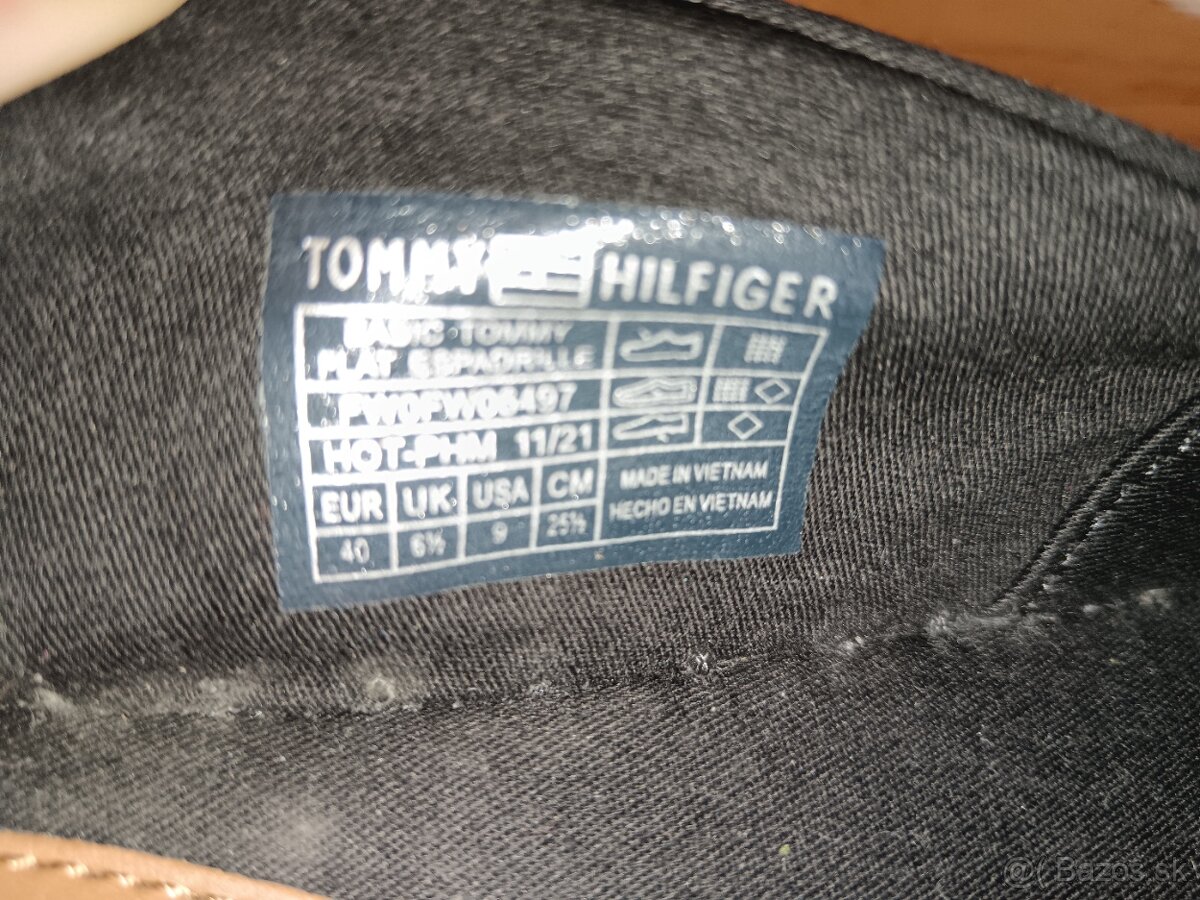 TOMMY HILFIGER
BASIC TOMMY
FLAT ESPADRILLE
FW0FW06497
HOT-PHM 11/21
EUR UK USA CM
40 6½ 9 25½
MADE IN VIETNAM
HECHO EN VIETNAM
@( Bazos.sk